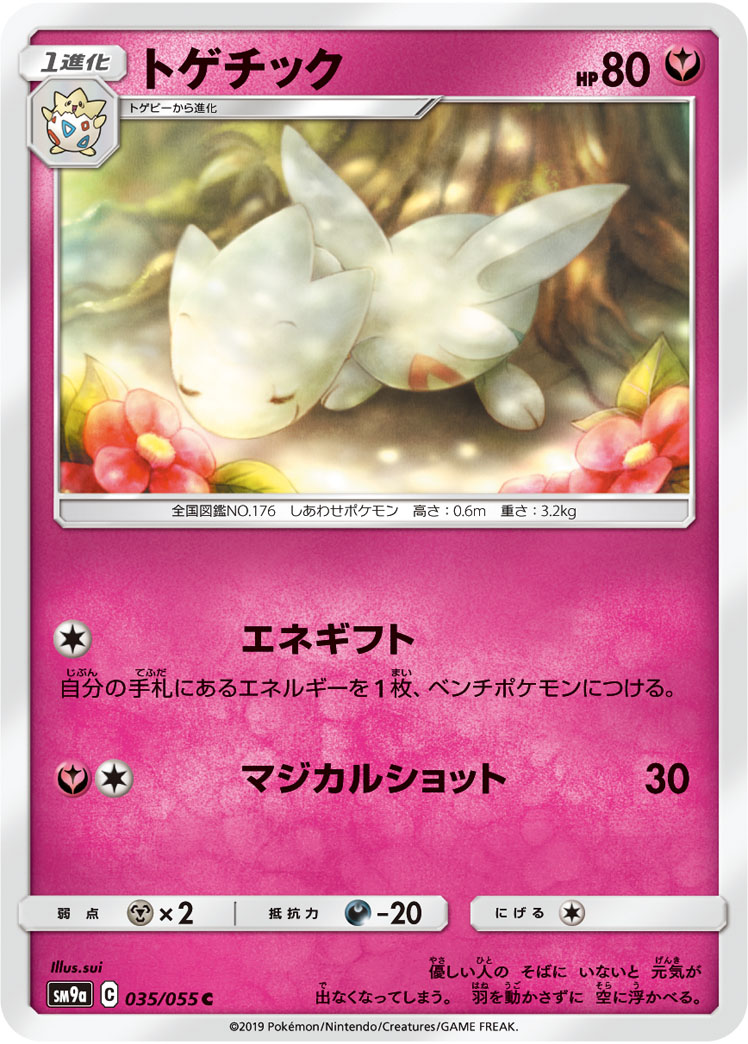 1進化 トゲチック HP80
トゲピーから進化
全国図鑑NO.176 しあわせポケモン 高さ：0.6m 重さ：3.2kg
エネギフト
自分の手札にあるエネルギーを1枚、ベンチポケモンにつける。
マジカルショット 30
弱点 ×2 抵抗力 -20 にげる
Illus.sui
優しい人の そばに いないと 元気が
出なくなってしまう。 羽を動かさずに 空に浮かべる。
SM9a C 035/055 C
©2019 Pokémon/Nintendo/Creatures/GAME FREAK.